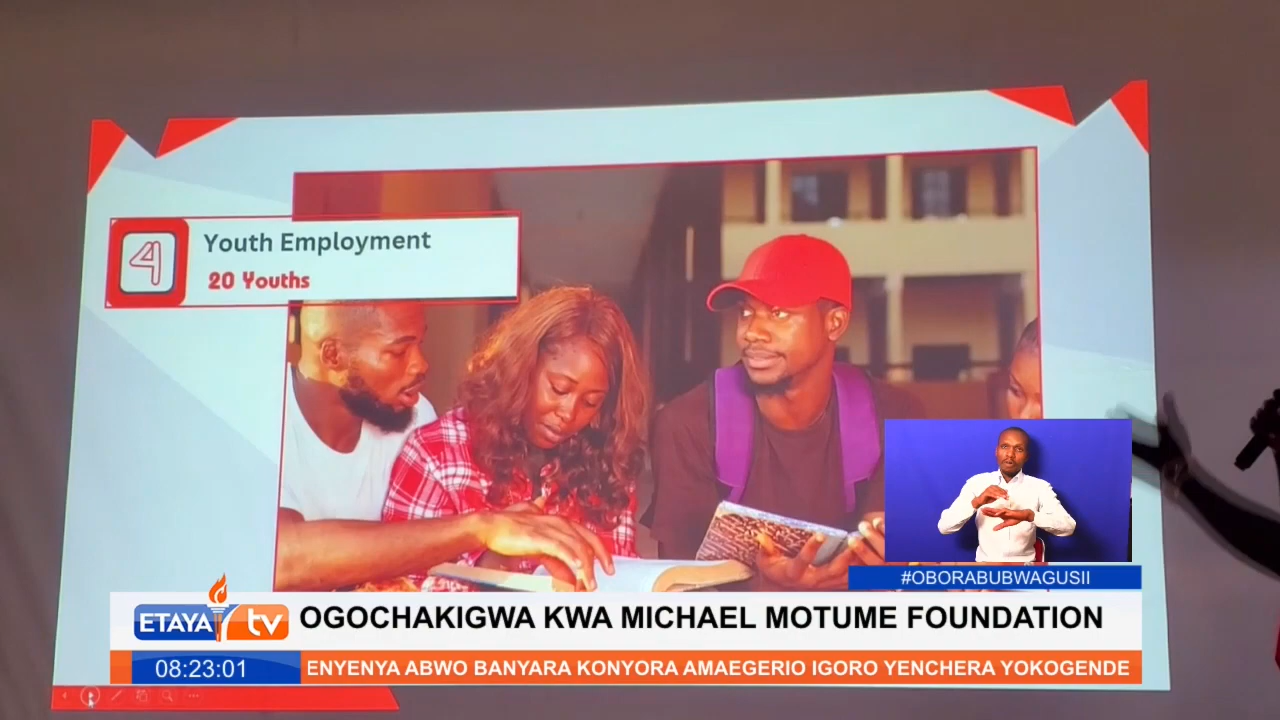 4
Youth Employment
20 Youths
#OBORABUBWAGUSII
ETAYA tv
OGOCHAKIGWA KWA MICHAEL MOTUME FOUNDATION
08:23:01
ENYENYA ABWO BANYARA KONYORA AMAEGERIO IGORO YENCHERA YOKOGENDE